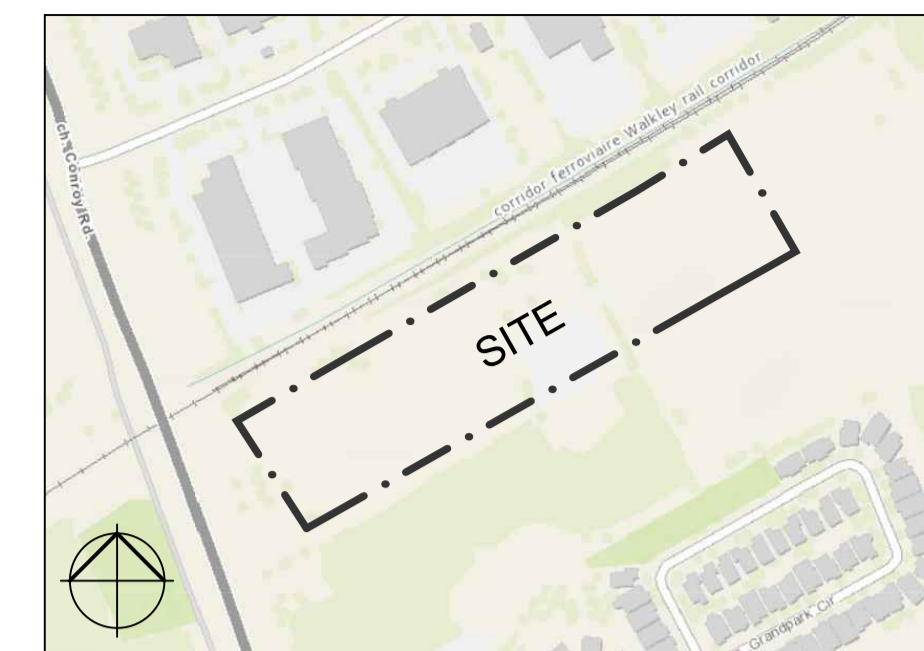 corridor ferroviaire Walkley rail corridor
ch. Conroy Rd.
SITE
Grandpark Cir